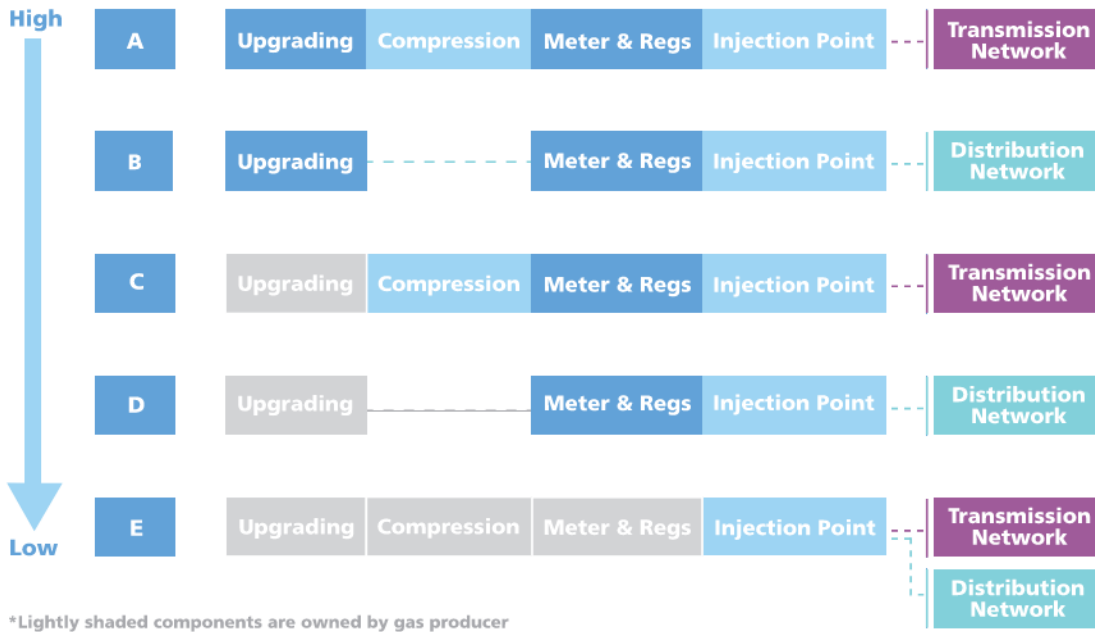 High
A
Upgrading
Compression
Meter & Regs
Injection Point
Transmission
Network
B
Upgrading
Meter & Regs
Injection Point
Distribution
Network
C
Upgrading
Compression
Meter & Regs
Injection Point
Transmission
Network
D
Upgrading
Meter & Regs
Injection Point
Distribution
Network
E
Upgrading
Compression
Meter & Regs
Injection Point
Transmission
Network
Low
Distribution
Network
*Lightly shaded components are owned by gas producer